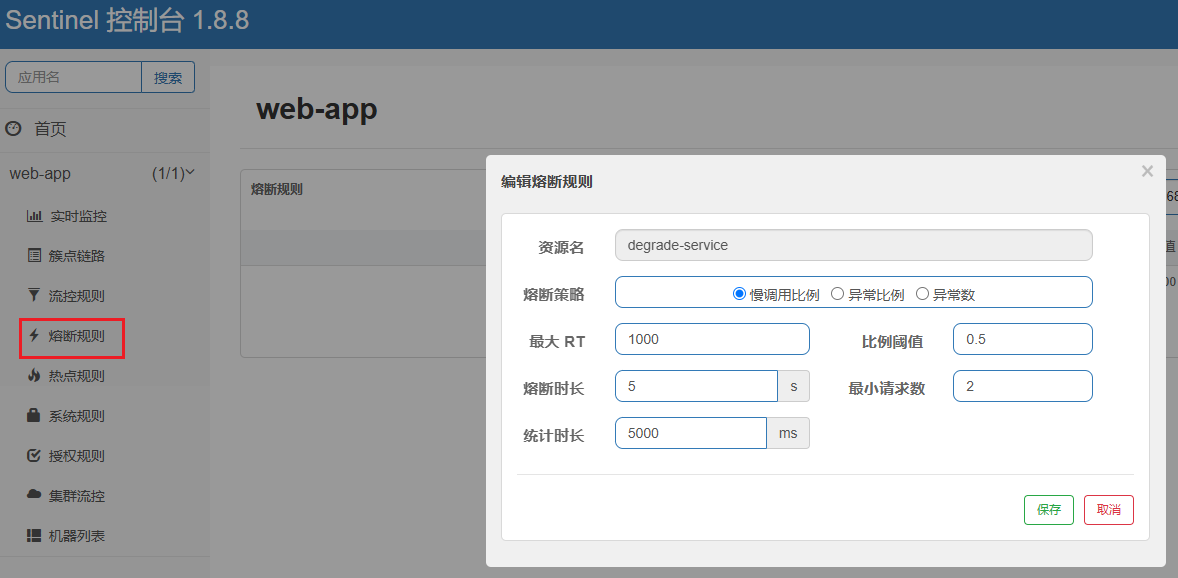 Sentinel 控制台 1.8.8
应用名 搜索
首页
web-app (1/1)
实时监控
簇点链路
流控规则
熔断规则
热点规则
系统规则
授权规则
集群流控
机器列表
web-app
熔断规则
编辑熔断规则 ×
资源名 degrade-service
熔断策略 慢调用比例 异常比例 异常数
最大 RT 1000 比例阈值 0.5
熔断时长 5 s 最小请求数 2
统计时长 5000 ms
保存 取消